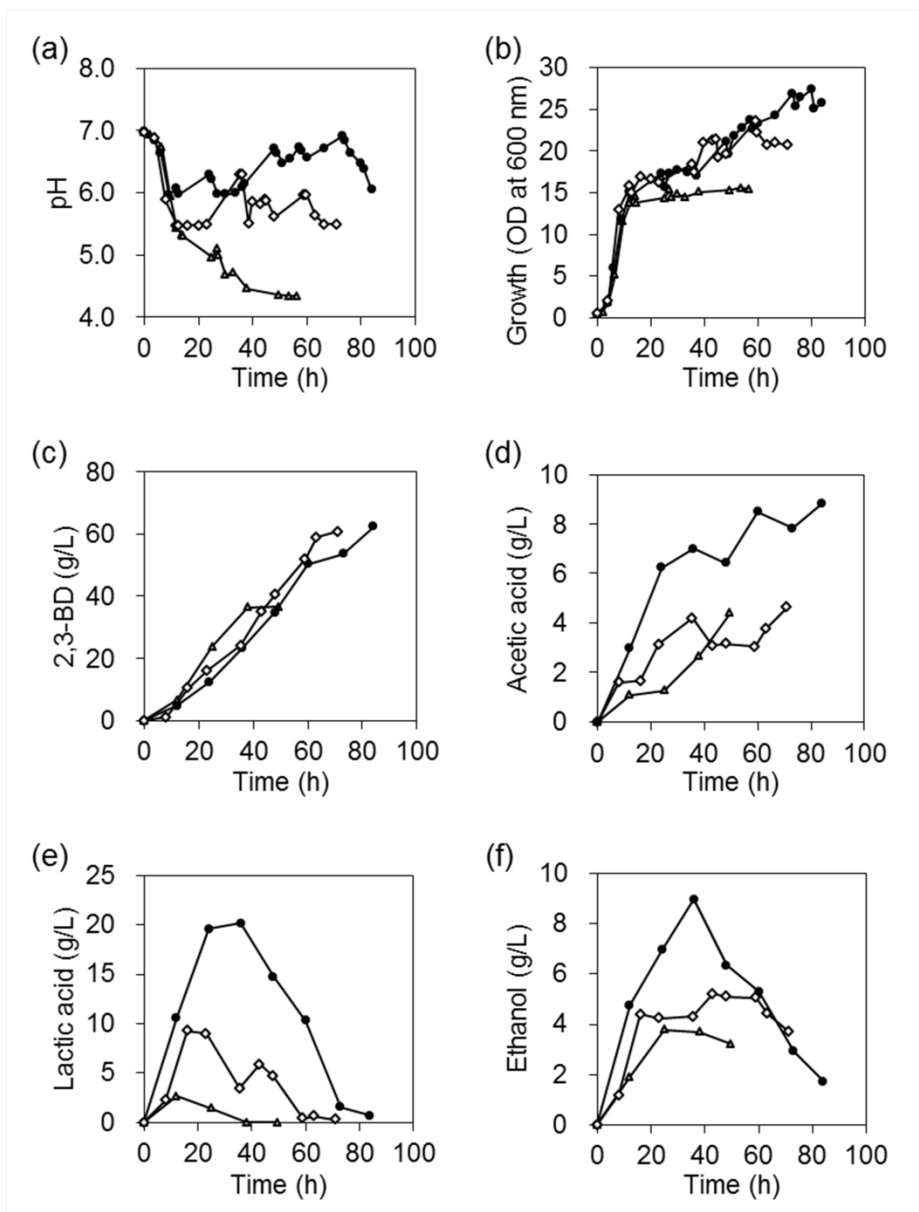 (a)
8.0
7.0
6.0
5.0
4.0
pH
0 20 40 60 80 100
Time (h)
(b)
30
25
20
15
10
5
0
Growth (OD at 600 nm)
0 20 40 60 80 100
Time (h)
(c)
80
60
40
20
0
2,3-BD (g/L)
0 20 40 60 80 100
Time (h)
(d)
10
8
6
4
2
0
Acetic acid (g/L)
0 20 40 60 80 100
Time (h)
(e)
25
20
15
10
5
0
Lactic acid (g/L)
0 20 40 60 80 100
Time (h)
(f)
10
8
6
4
2
0
Ethanol (g/L)
0 20 40 60 80 100
Time (h)